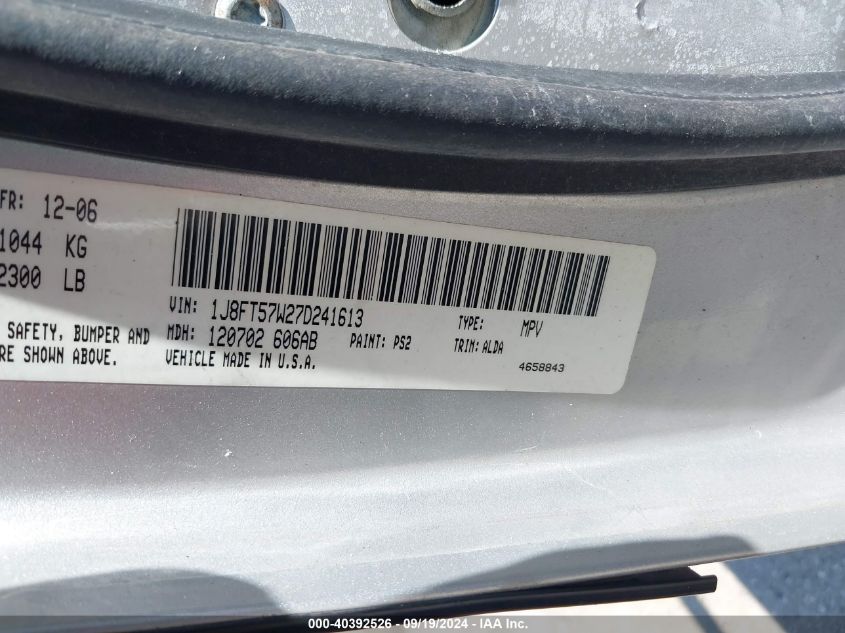 FR: 12-06
1044 KG
2300 LB
VIN: 1J8FT57W27D241613 TYPE: MPV
SAFETY, BUMPER AND MDH: 120702 606AB PAINT: PS2 TRIM: ALDA
RE SHOWN ABOVE. VEHICLE MADE IN U.S.A. 4658843
000-40392526 - 09/19/2024 - IAA Inc.